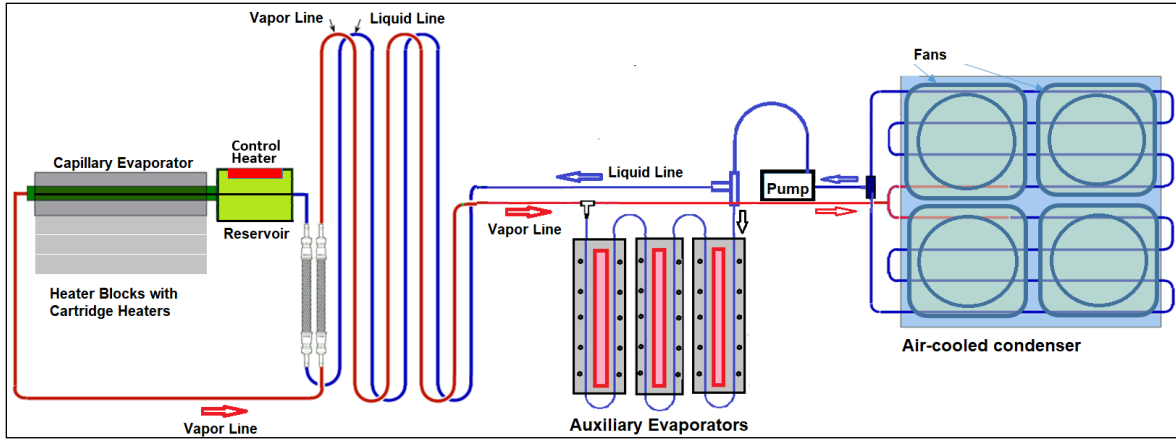 Vapor Line
Liquid Line
Fans
Capillary Evaporator
Control
Heater
Liquid Line
Pump
Reservoir
Vapor Line
Heater Blocks with
Cartridge Heaters
Air-cooled condenser
Auxiliary Evaporators
Vapor Line